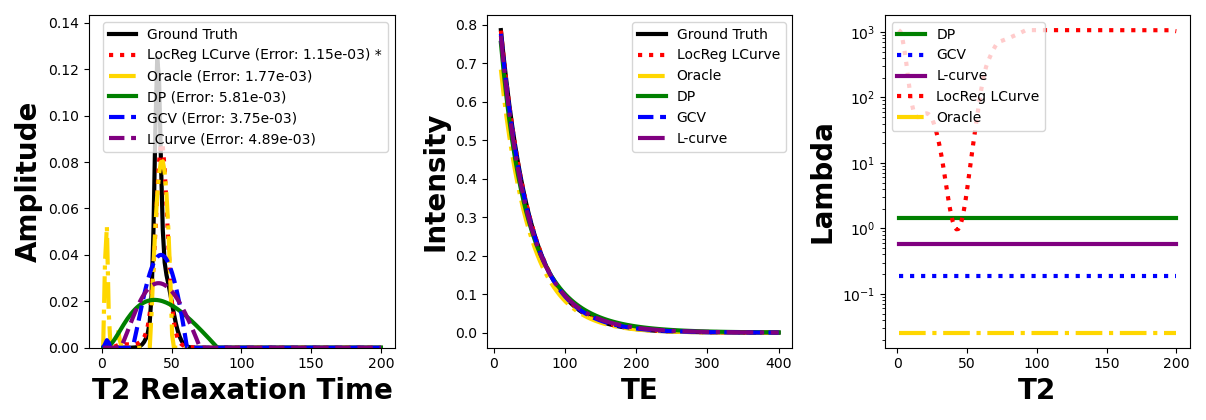 0.14
0.12
0.10
0.08
0.06
0.04
0.02
0.00
Amplitude
Ground Truth
LocReg LCurve (Error: 1.15e-03) *
Oracle (Error: 1.77e-03)
DP (Error: 5.81e-03)
GCV (Error: 3.75e-03)
LCurve (Error: 4.89e-03)
0 50 100 150 200
T2 Relaxation Time
0.8
0.7
0.6
0.5
0.4
0.3
0.2
0.1
0.0
Intensity
Ground Truth
LocReg LCurve
Oracle
DP
GCV
L-curve
0 100 200 300 400
TE
10³
10²
10¹
10⁰
10⁻¹
Lambda
DP
GCV
L-curve
LocReg LCurve
Oracle
0 50 100 150 200
T2